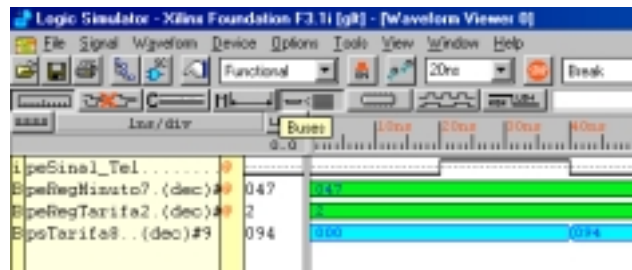 Logic Simulator - Xilinx Foundation F3.1i [glt] - [Waveform Viewer 0]
File Signal Waveform Device Options Tools View Window Help
Functional 20ns Break
1ns/div
Buses
0.0
10ns 20ns 30ns 40ns
i peSinal_Tel........
B peRegMinuto7.(dec)# 047 047
B peRegTarifa2.(dec)# 2 2
B psTarifa8..(dec)#9 094 000 (094